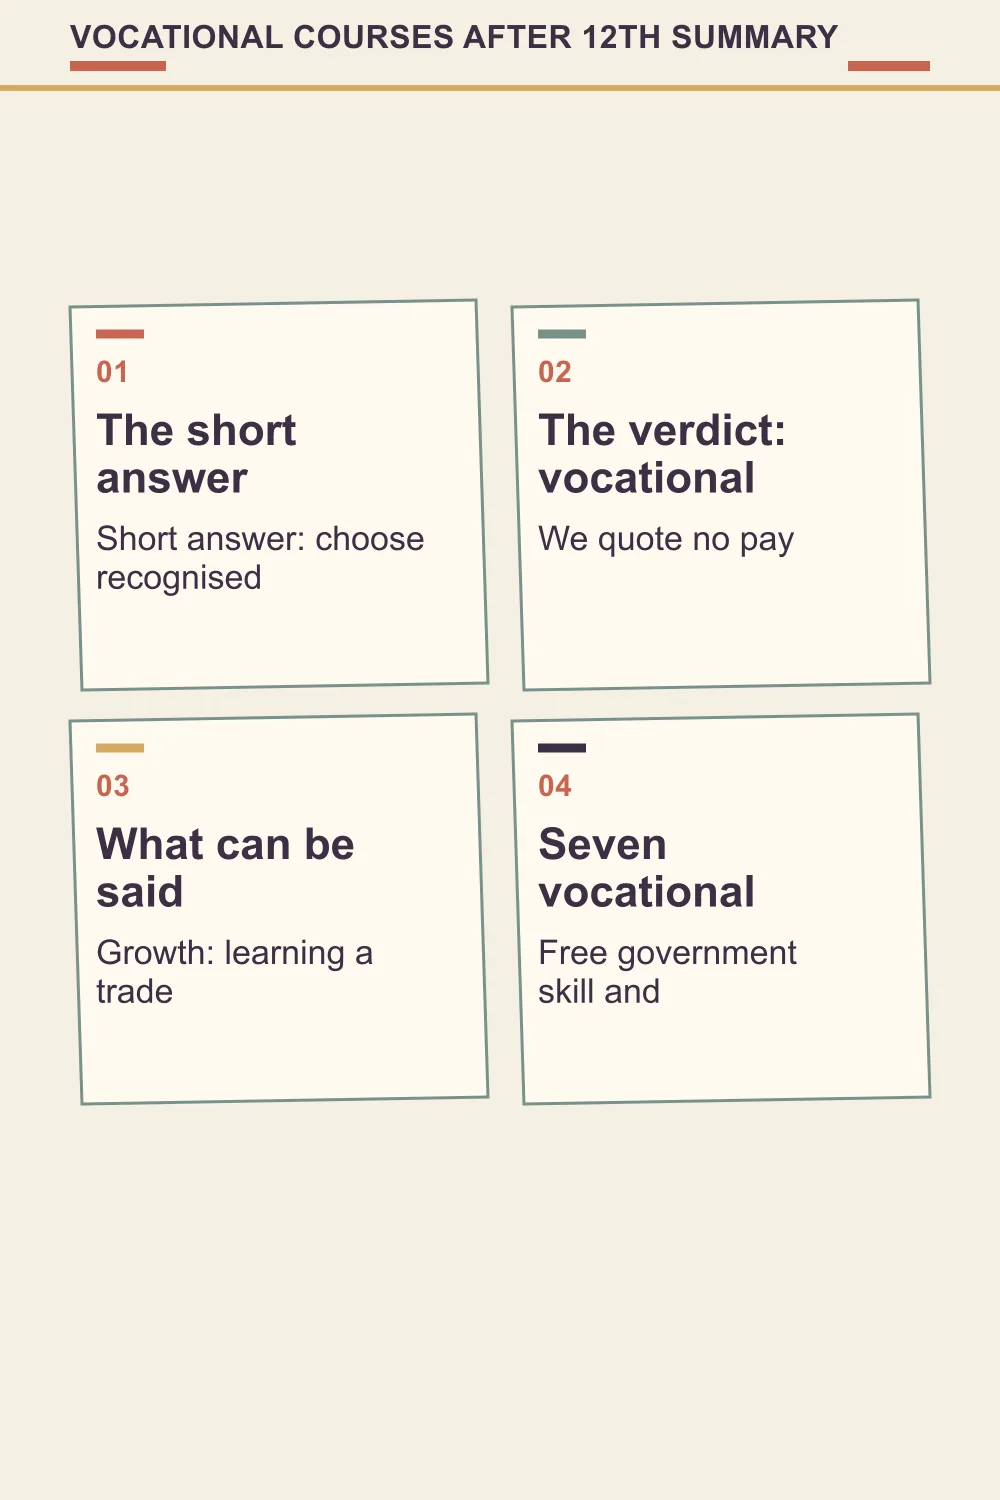 VOCATIONAL COURSES AFTER 12TH SUMMARY
01
The short
answer
Short answer: choose
recognised
02
The verdict:
vocational
We quote no pay
03
What can be
said
Growth: learning a
trade
04
Seven
vocational
Free government
skill and